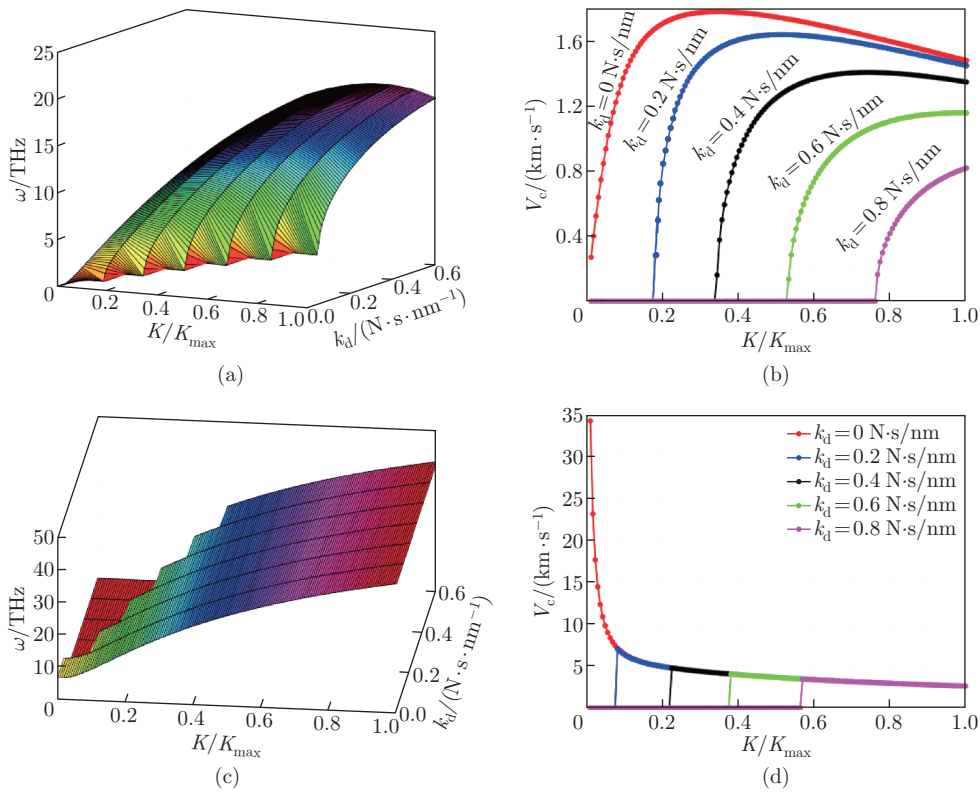 25
20
15
10
5
0
ω/THz
0.2
0.4
0.6
0.8
1.0
K/K_max
0.0
0.2
0.4
0.6
k_d/(N·s·nm⁻¹)
(a)
1.6
1.2
0.8
0.4
V_c/(km·s⁻¹)
k_d=0 N·s/nm
k_d=0.2 N·s/nm
k_d=0.4 N·s/nm
k_d=0.6 N·s/nm
k_d=0.8 N·s/nm
0
0.2
0.4
0.6
0.8
1.0
K/K_max
(b)
50
40
30
20
10
0
ω/THz
0.2
0.4
0.6
0.8
1.0
K/K_max
0.0
0.2
0.4
0.6
k_d/(N·s·nm⁻¹)
(c)
35
30
25
20
15
10
5
V_c/(km·s⁻¹)
k_d=0 N·s/nm
k_d=0.2 N·s/nm
k_d=0.4 N·s/nm
k_d=0.6 N·s/nm
k_d=0.8 N·s/nm
0
0.2
0.4
0.6
0.8
1.0
K/K_max
(d)